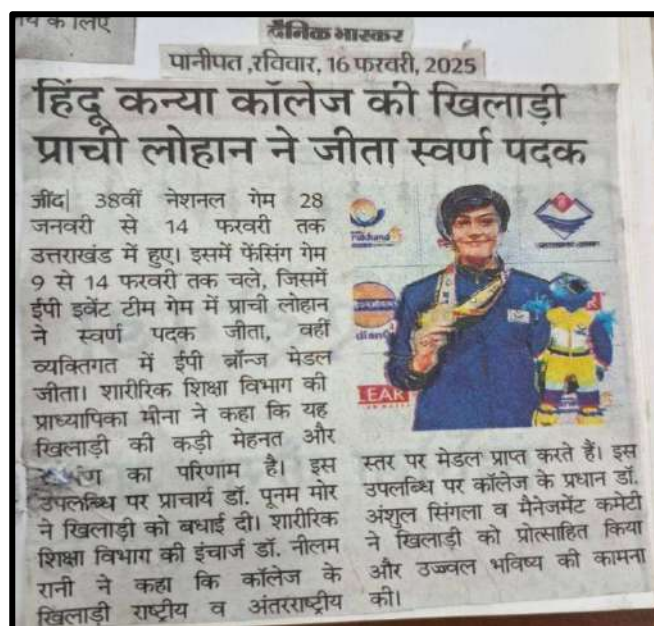 य के लिए
दैनिक भास्कर
पानीपत ,रविवार, 16 फरवरी, 2025
हिंदू कन्या कॉलेज की खिलाड़ी
प्राची लोहान ने जीता स्वर्ण पदक
जींद| 38वीं नेशनल गेम 28
जनवरी से 14 फरवरी तक
उत्तराखंड में हुए। इसमें फेंसिंग गेम
9 से 14 फरवरी तक चले, जिसमें
ईपी इवेंट टीम गेम में प्राची लोहान
ने स्वर्ण पदक जीता, वहीं
व्यक्तिगत में ईपी ब्रॉन्ज मेडल
जीता। शारीरिक शिक्षा विभाग की
प्राध्यापिका मीना ने कहा कि यह
खिलाड़ी की कड़ी मेहनत और
का परिणाम है। इस
उपलब्धि पर प्राचार्य डॉ. पूनम मोर
ने खिलाड़ी को बधाई दी। शारीरिक
शिक्षा विभाग की इंचार्ज डॉ. नीलम
रानी ने कहा कि कॉलेज के
खिलाड़ी राष्ट्रीय व अंतरराष्ट्रीय
स्तर पर मेडल प्राप्त करते हैं। इस
उपलब्धि पर कॉलेज के प्रधान डॉ.
अंशुल सिंगला व मैनेजमेंट कमेटी
ने खिलाड़ी को प्रोत्साहित किया
और उज्ज्वल भविष्य की कामना
की।